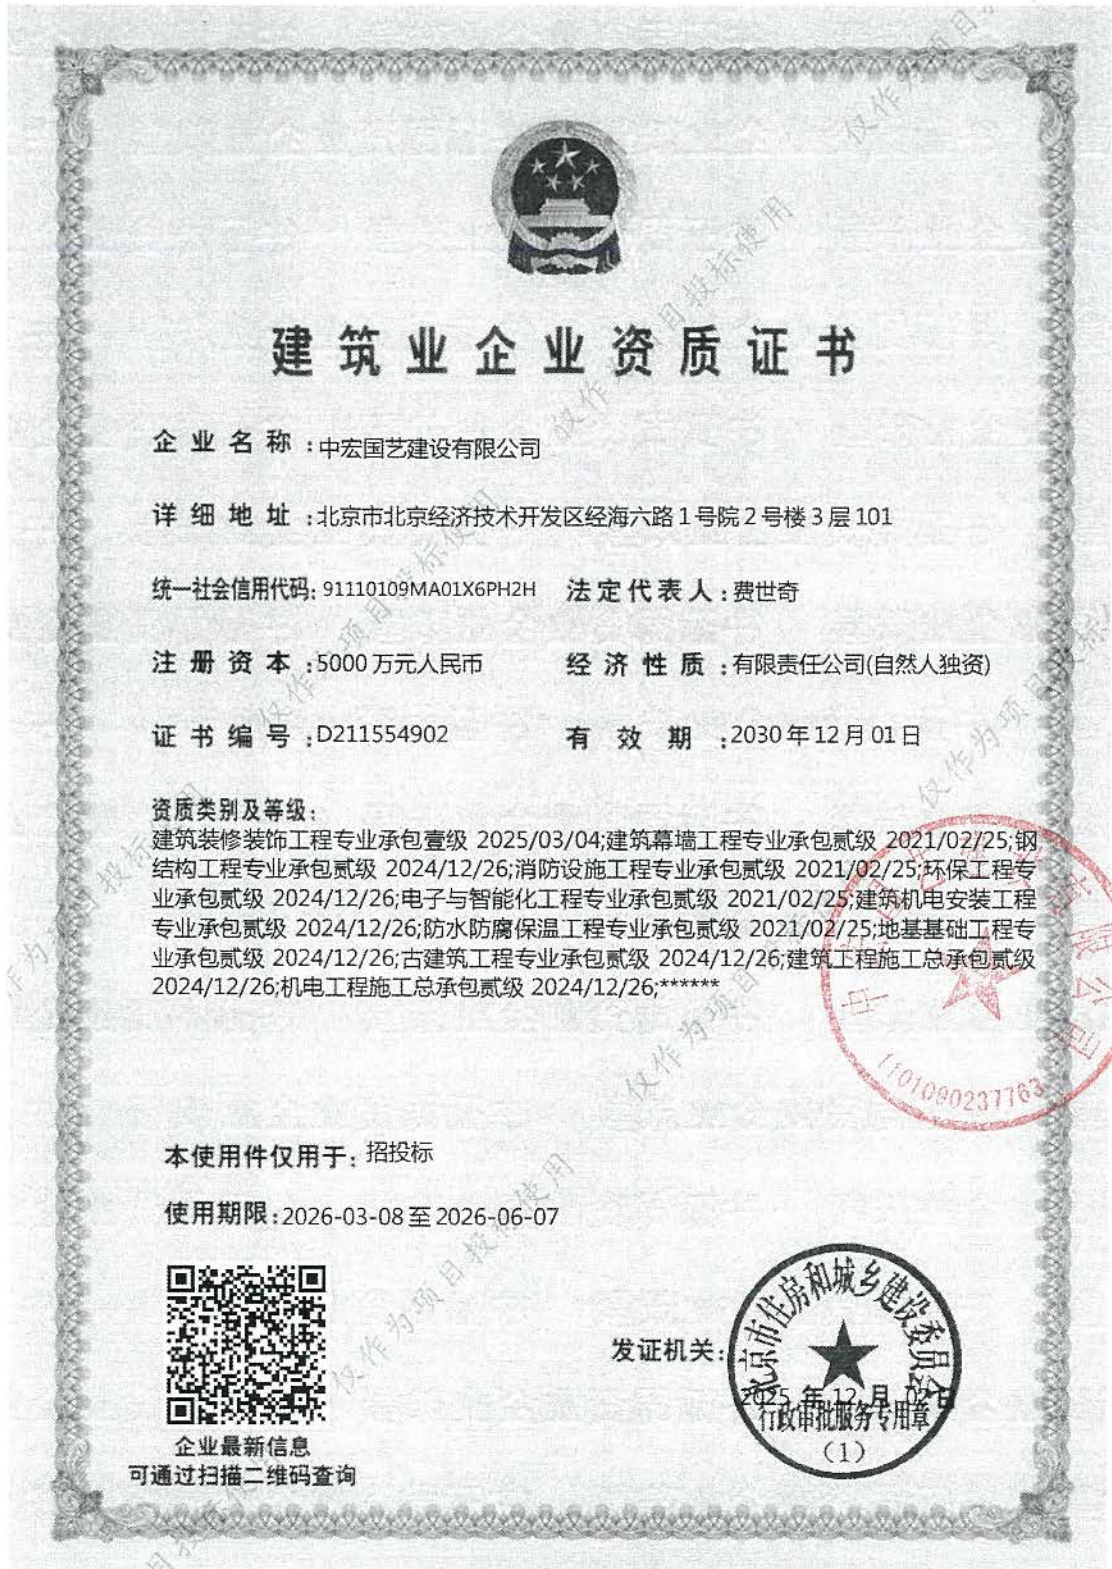 建筑业企业资质证书
企业名称：中宏国艺建设有限公司
详细地址：北京市北京经济技术开发区经海六路1号院2号楼3层101
统一社会信用代码：91110109MA01X6PH2H 法定代表人：费世奇
注册资本：5000万元人民币 经济性质：有限责任公司(自然人独资)
证书编号：D211554902 有效期：2030年12月01日
资质类别及等级：
建筑装修装饰工程专业承包壹级 2025/03/04;建筑幕墙工程专业承包贰级 2021/02/25;钢
结构工程专业承包贰级 2024/12/26;消防设施工程专业承包贰级 2021/02/25;环保工程专
业承包贰级 2024/12/26;电子与智能化工程专业承包贰级 2021/02/25;建筑机电安装工程
专业承包贰级 2024/12/26;防水防腐保温工程专业承包贰级 2021/02/25;地基基础工程专
业承包贰级 2024/12/26;古建筑工程专业承包贰级 2024/12/26;建筑工程施工总承包贰级
2024/12/26;机电工程施工总承包贰级 2024/12/26;******
中宏国艺建设有限公司
1101090237763
本使用件仅用于：招投标
使用期限：2026-03-08至2026-06-07
发证机关：
北京市住房和城乡建设委员会
2025年12月
行政审批服务专用章
（1）
企业最新信息
可通过扫描二维码查询
仅作为项目投标使用